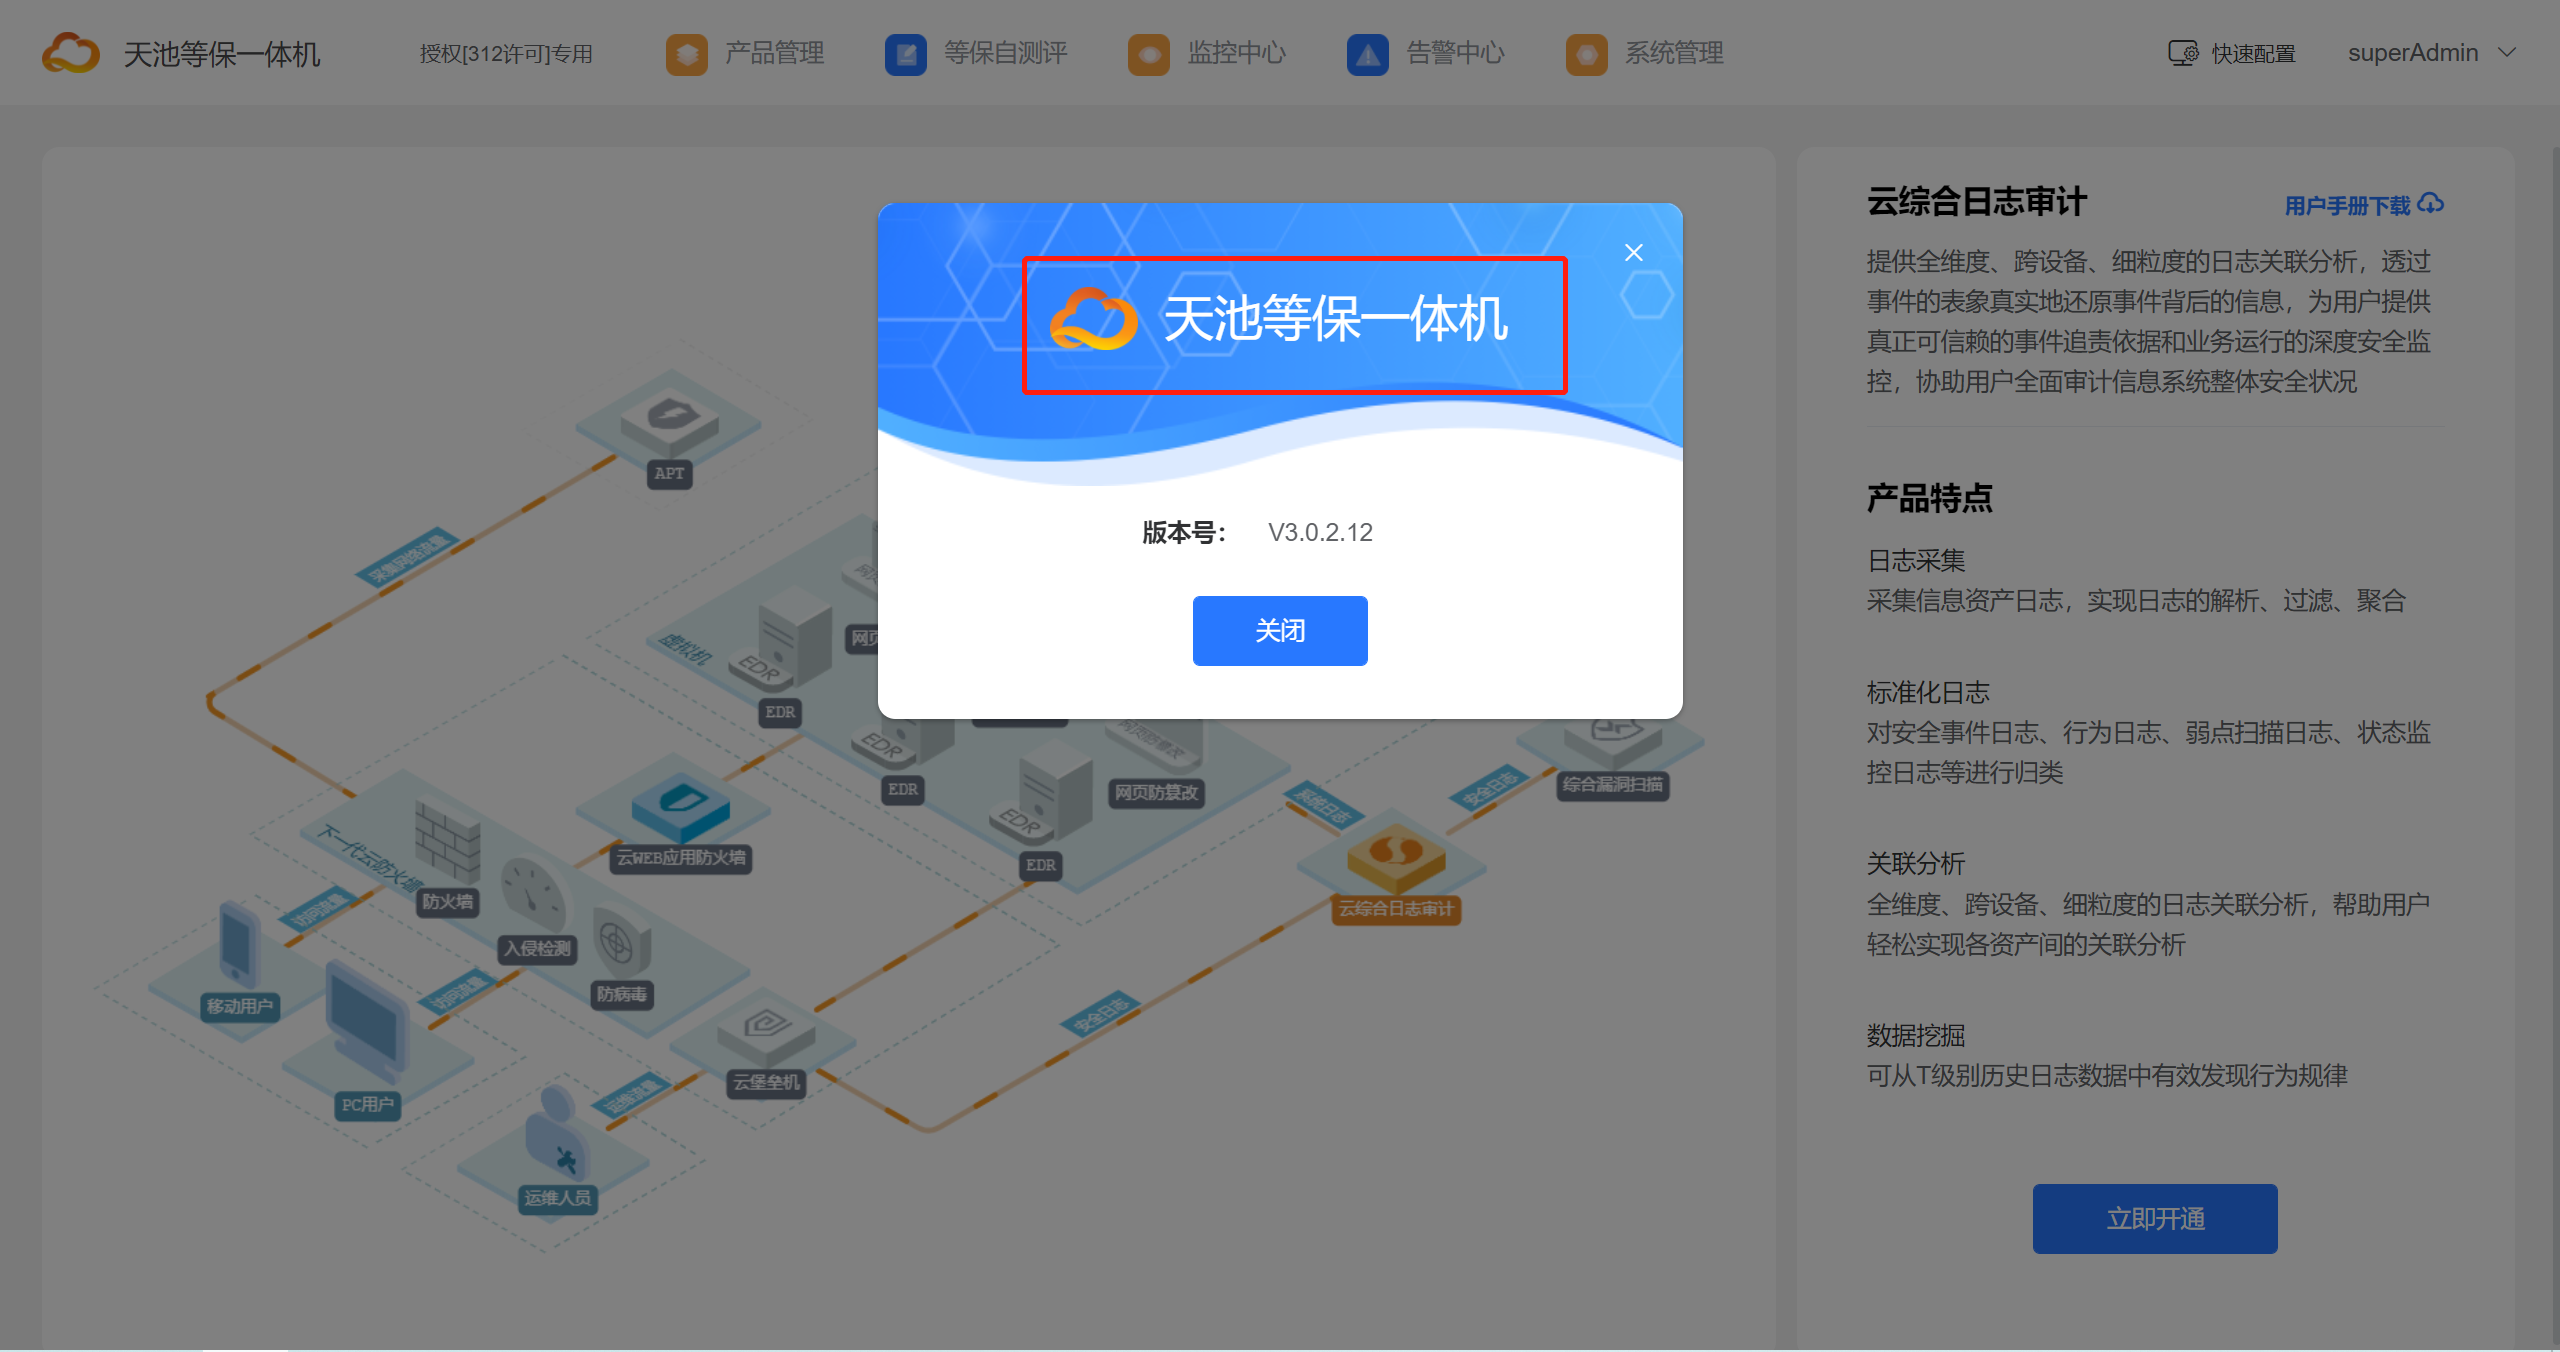 天池等保一体机
授权[312许可]专用
产品管理
等保自测评
监控中心
告警中心
系统管理
快速配置
superAdmin
天池等保一体机
版本号：
V3.0.2.12
关闭
APT
采集网络流量
虚拟机
EDR
EDR
网页
EDR
EDR
网页防篡改
网页防篡改
EDR
EDR
系统日志
安全日志
综合漏洞扫描
云综合日志审计
下一代云防火墙
防火墙
云WEB应用防火墙
入侵检测
防病毒
访问流量
移动用户
访问流量
PC用户
安全日志
云堡垒机
运维流量
运维人员
云综合日志审计
用户手册下载
提供全维度、跨设备、细粒度的日志关联分析，透过
事件的表象真实地还原事件背后的信息，为用户提供
真正可信赖的事件追责依据和业务运行的深度安全监
控，协助用户全面审计信息系统整体安全状况
产品特点
日志采集
采集信息资产日志，实现日志的解析、过滤、聚合
标准化日志
对安全事件日志、行为日志、弱点扫描日志、状态监
控日志等进行归类
关联分析
全维度、跨设备、细粒度的日志关联分析，帮助用户
轻松实现各资产间的关联分析
数据挖掘
可从T级别历史日志数据中有效发现行为规律
立即开通